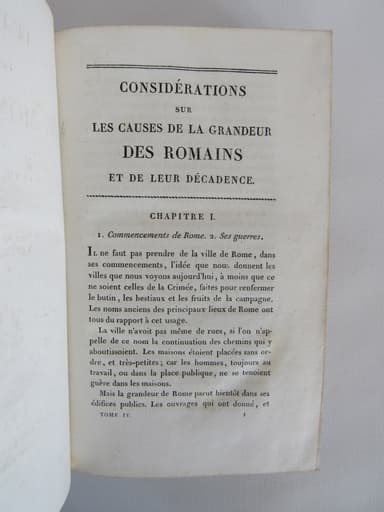 CONSIDÉRATIONS
SUR
LES CAUSES DE LA GRANDEUR
DES ROMAINS
ET DE LEUR DÉCADENCE.
CHAPITRE I.
1. Commencements de Rome. 2. Ses guerres.
IL ne faut pas prendre de la ville de Rome, dans
ses commencements, l'idée que nous donnent les
villes que nous voyons aujourd'hui, à moins que ce
ne soient celles de la Crimée, faites pour renfermer
le butin, les bestiaux et les fruits de la campagne.
Les noms anciens des principaux lieux de Rome ont
tous du rapport à cet usage.
La ville n'avoit pas même de rues, si l'on n'ap-
pelle de ce nom la continuation des chemins qui y
aboutissoient. Les maisons étoient placées sans or-
dre, et très-petites; car les hommes, toujours au
travail, ou dans la place publique, ne se tenoient
guère dans les maisons.
Mais la grandeur de Rome parut bientôt dans ses
édifices publics. Les ouvrages qui ont donné, et
TOME IV. 1